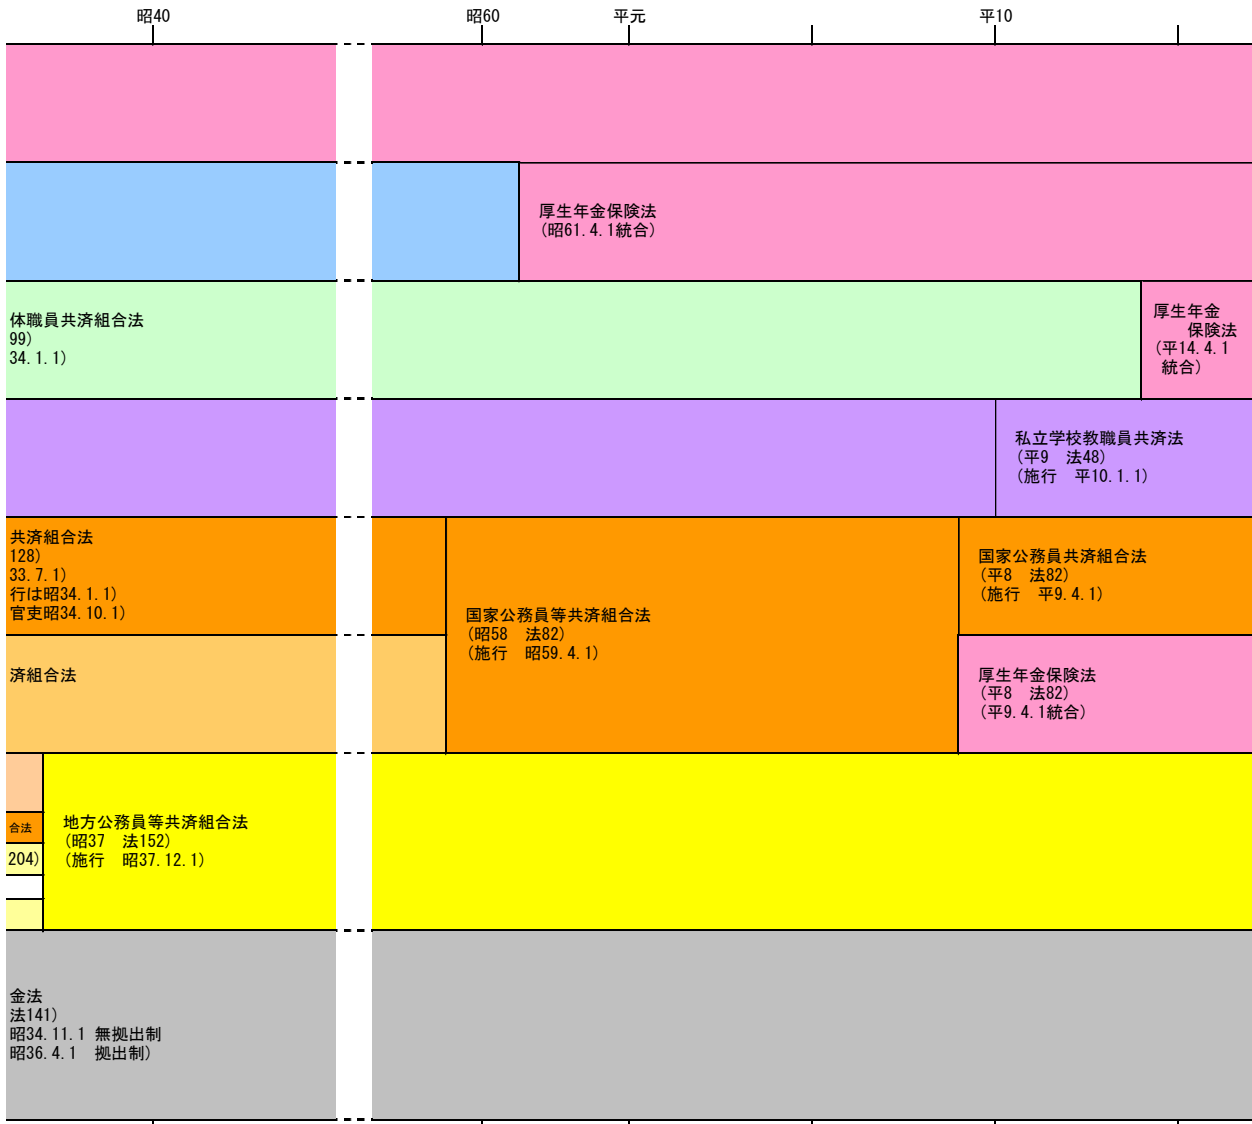 昭40
昭60
平元
平10
厚生年金保険法
(昭61.4.1統合)
体職員共済組合法
99)
34.1.1)
厚生年金
保険法
(平14.4.1
統合)
私立学校教職員共済法
(平9　法48)
(施行　平10.1.1)
共済組合法
128)
33.7.1)
行は昭34.1.1)
官吏昭34.10.1)
国家公務員等共済組合法
(昭58　法82)
(施行　昭59.4.1)
国家公務員共済組合法
(平8　法82)
(施行　平9.4.1)
済組合法
厚生年金保険法
(平8　法82)
(平9.4.1統合)
合法
204)
地方公務員等共済組合法
(昭37　法152)
(施行　昭37.12.1)
金法
法141)
昭34.11.1 無拠出制
昭36.4.1　拠出制)